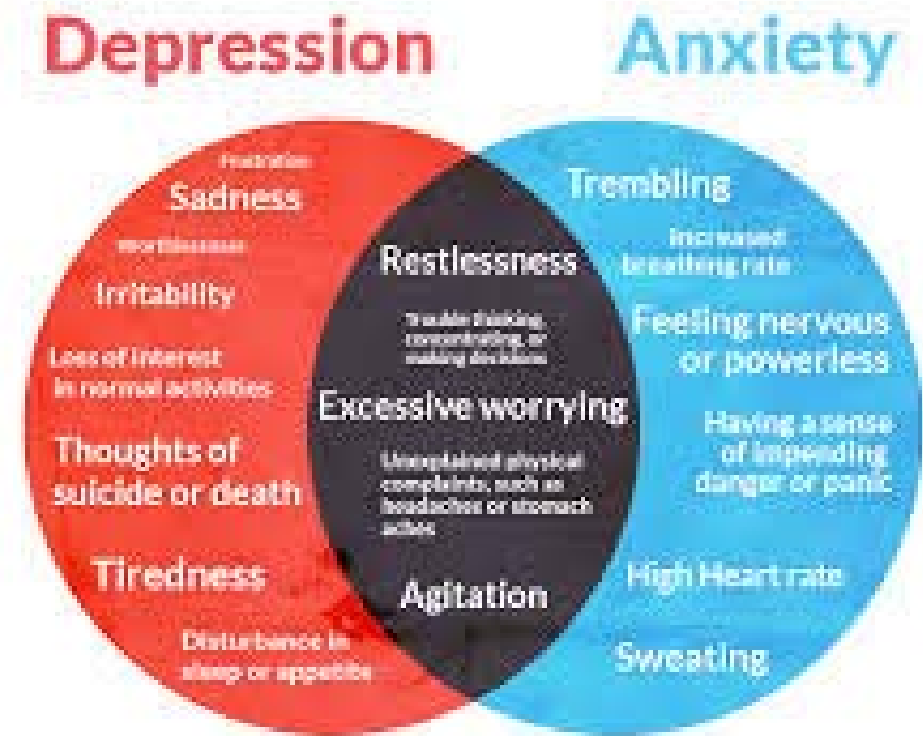 Depression
Anxiety
Frustration
Sadness
Worthlessness
Irritability
Loss of interest
in normal activities
Thoughts of
suicide or death
Tiredness
Disturbance in
sleep or appetite
Restlessness
Trouble thinking,
concentrating, or
making decisions
Excessive worrying
Unexplained physical
complaints, such as
headaches or stomach
aches
Agitation
Trembling
Increased
breathing rate
Feeling nervous
or powerless
Having a sense
of impending
danger or panic
High Heart rate
Sweating